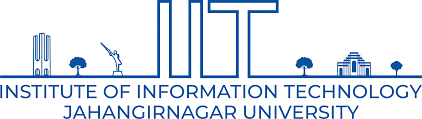 IIT
INSTITUTE OF INFORMATION TECHNOLOGY
JAHANGIRNAGAR UNIVERSITY